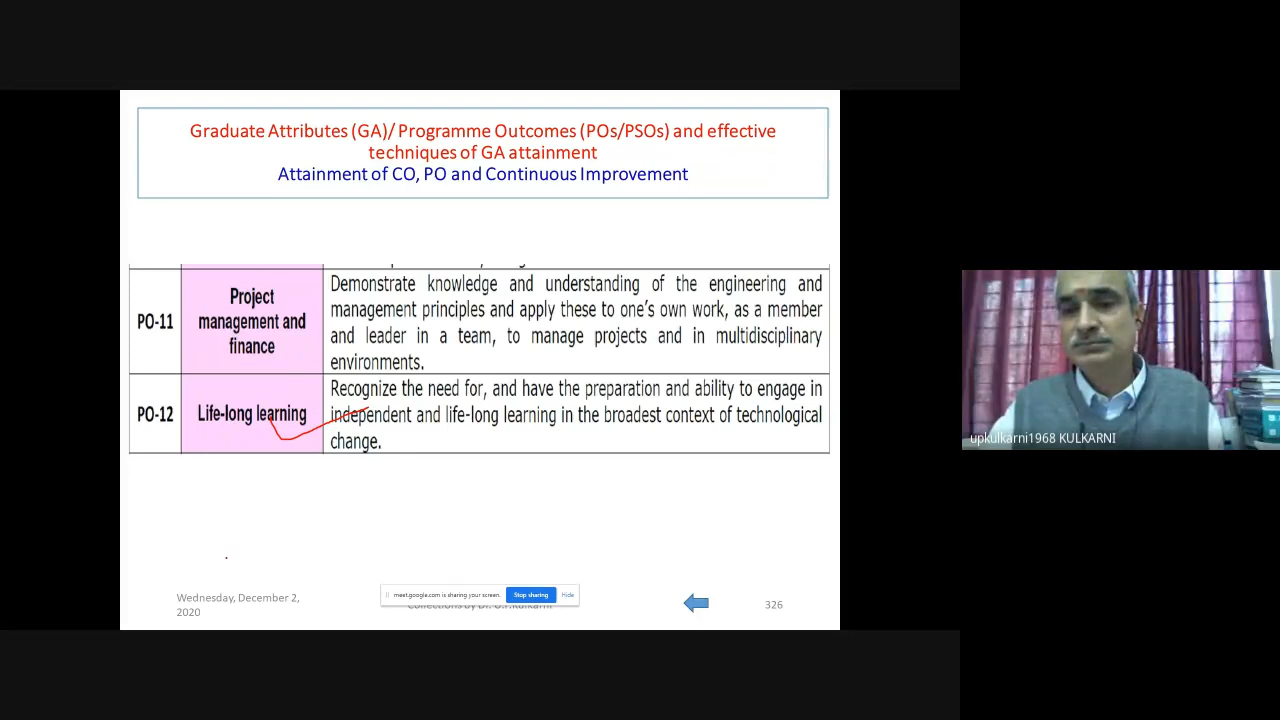 Graduate Attributes (GA)/ Programme Outcomes (POs/PSOs) and effective
techniques of GA attainment
Attainment of CO, PO and Continuous Improvement
PO-11
Project
management and
finance
Demonstrate knowledge and understanding of the engineering and
management principles and apply these to one's own work, as a member
and leader in a team, to manage projects and in multidisciplinary
environments.
PO-12
Life-long learning
Recognize the need for, and have the preparation and ability to engage in
independent and life-long learning in the broadest context of technological
change.
upkulkarni1968 KULKARNI
Wednesday, December 2,
2020
meet.google.com is sharing your screen.
Stop sharing
Hide
Collections by Dr. U.P.Kulkarni
326